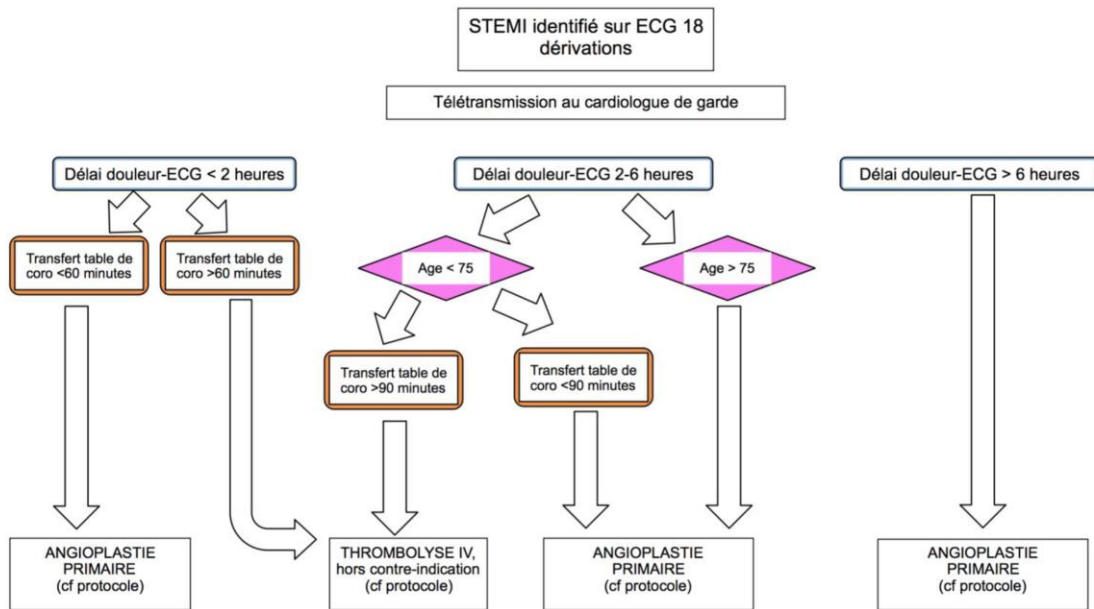 STEMI identifié sur ECG 18
dérivations
Télétransmission au cardiologue de garde
Délai douleur-ECG < 2 heures
Délai douleur-ECG 2-6 heures
Délai douleur-ECG > 6 heures
Transfert table de
coro <60 minutes
Transfert table de
coro >60 minutes
Age < 75
Age > 75
Transfert table de
coro >90 minutes
Transfert table de
coro <90 minutes
ANGIOPLASTIE
PRIMAIRE
(cf protocole)
THROMBOLYSE IV,
hors contre-indication
(cf protocole)
ANGIOPLASTIE
PRIMAIRE
(cf protocole)
ANGIOPLASTIE
PRIMAIRE
(cf protocole)